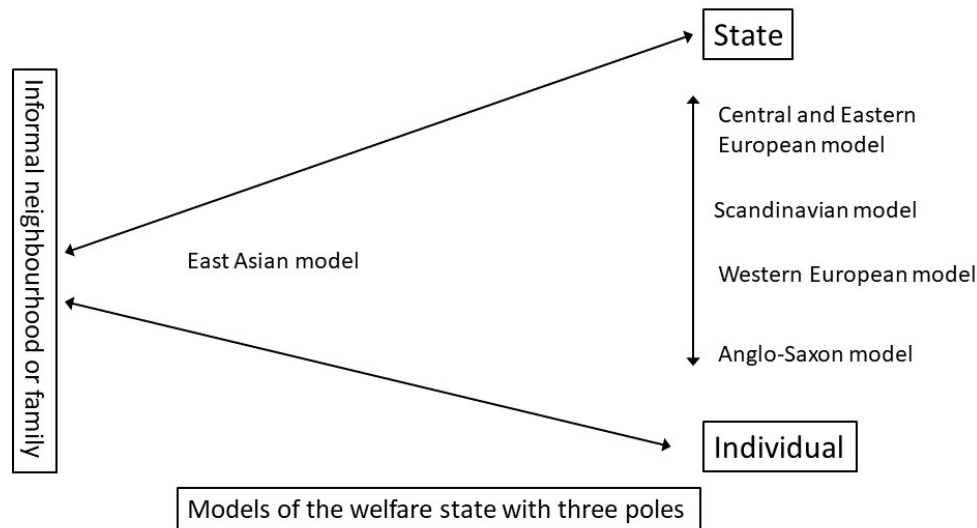 State
Informal neighbourhood or family
Central and Eastern
European model
Scandinavian model
East Asian model
Western European model
Anglo-Saxon model
Individual
Models of the welfare state with three poles